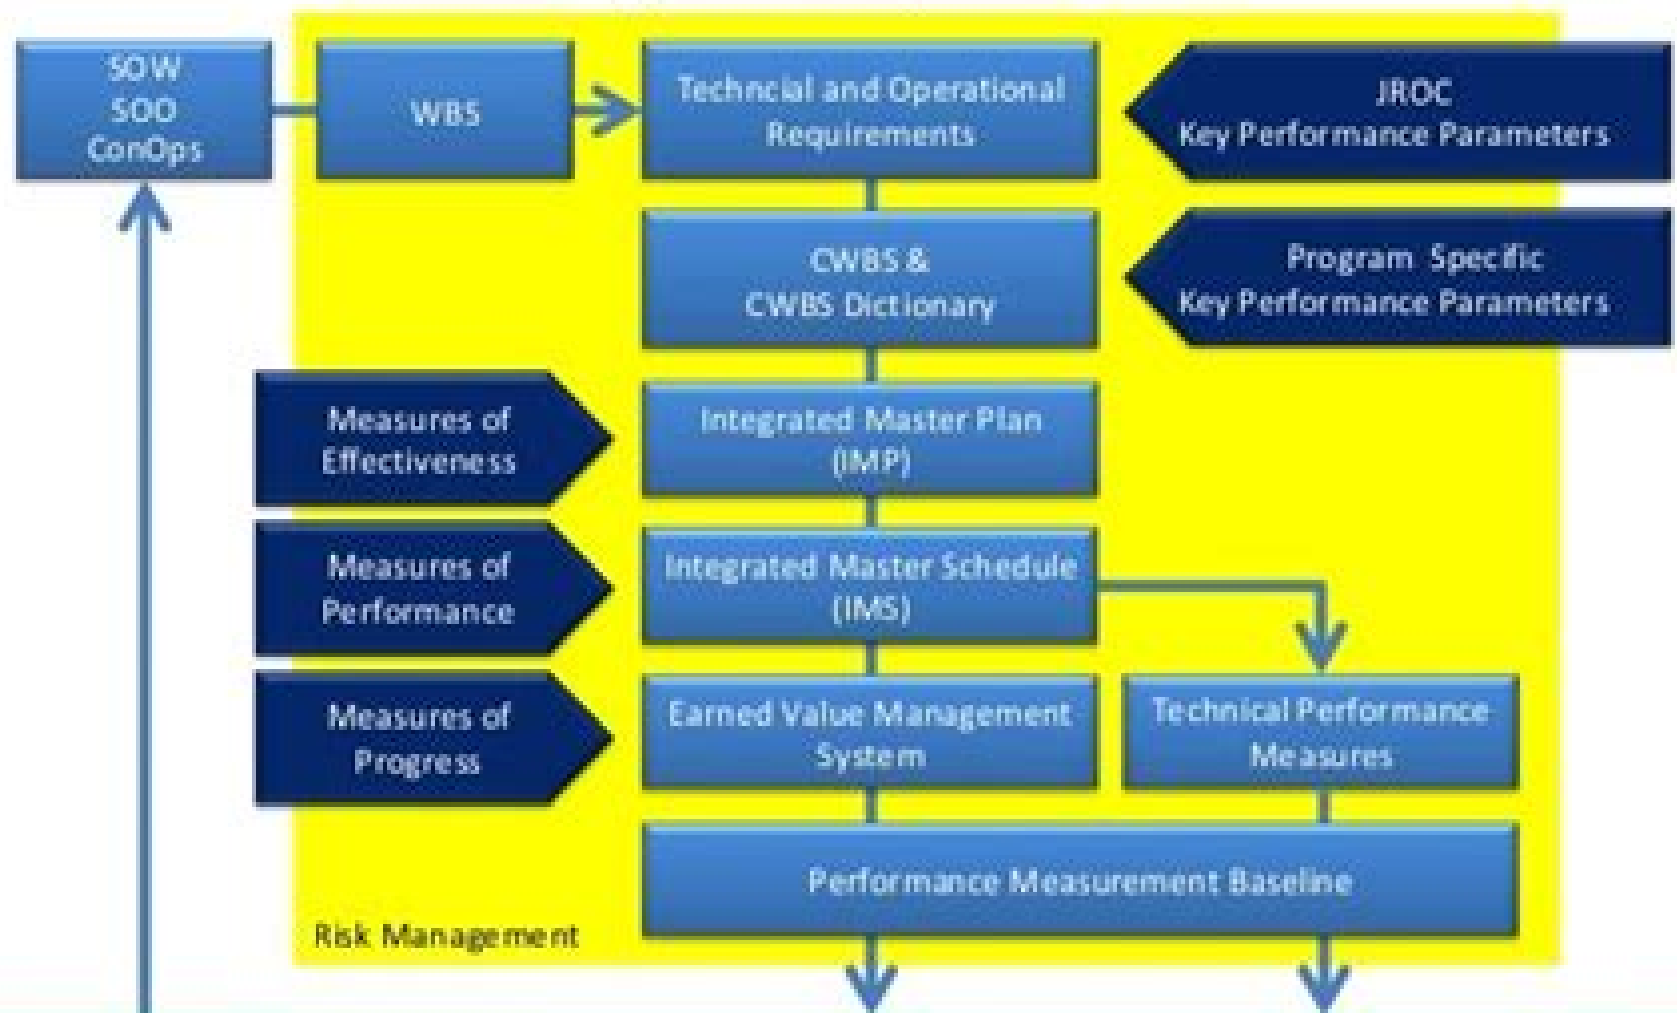 SOW
SOO
ConOps
WBS
Techncial and Operational
Requirements
JROC
Key Performance Parameters
CWBS &
CWBS Dictionary
Program Specific
Key Performance Parameters
Measures of
Effectiveness
Integrated Master Plan
(IMP)
Measures of
Performance
Integrated Master Schedule
(IMS)
Measures of
Progress
Earned Value Management
System
Technical Performance
Measures
Performance Measurement Baseline
Risk Management